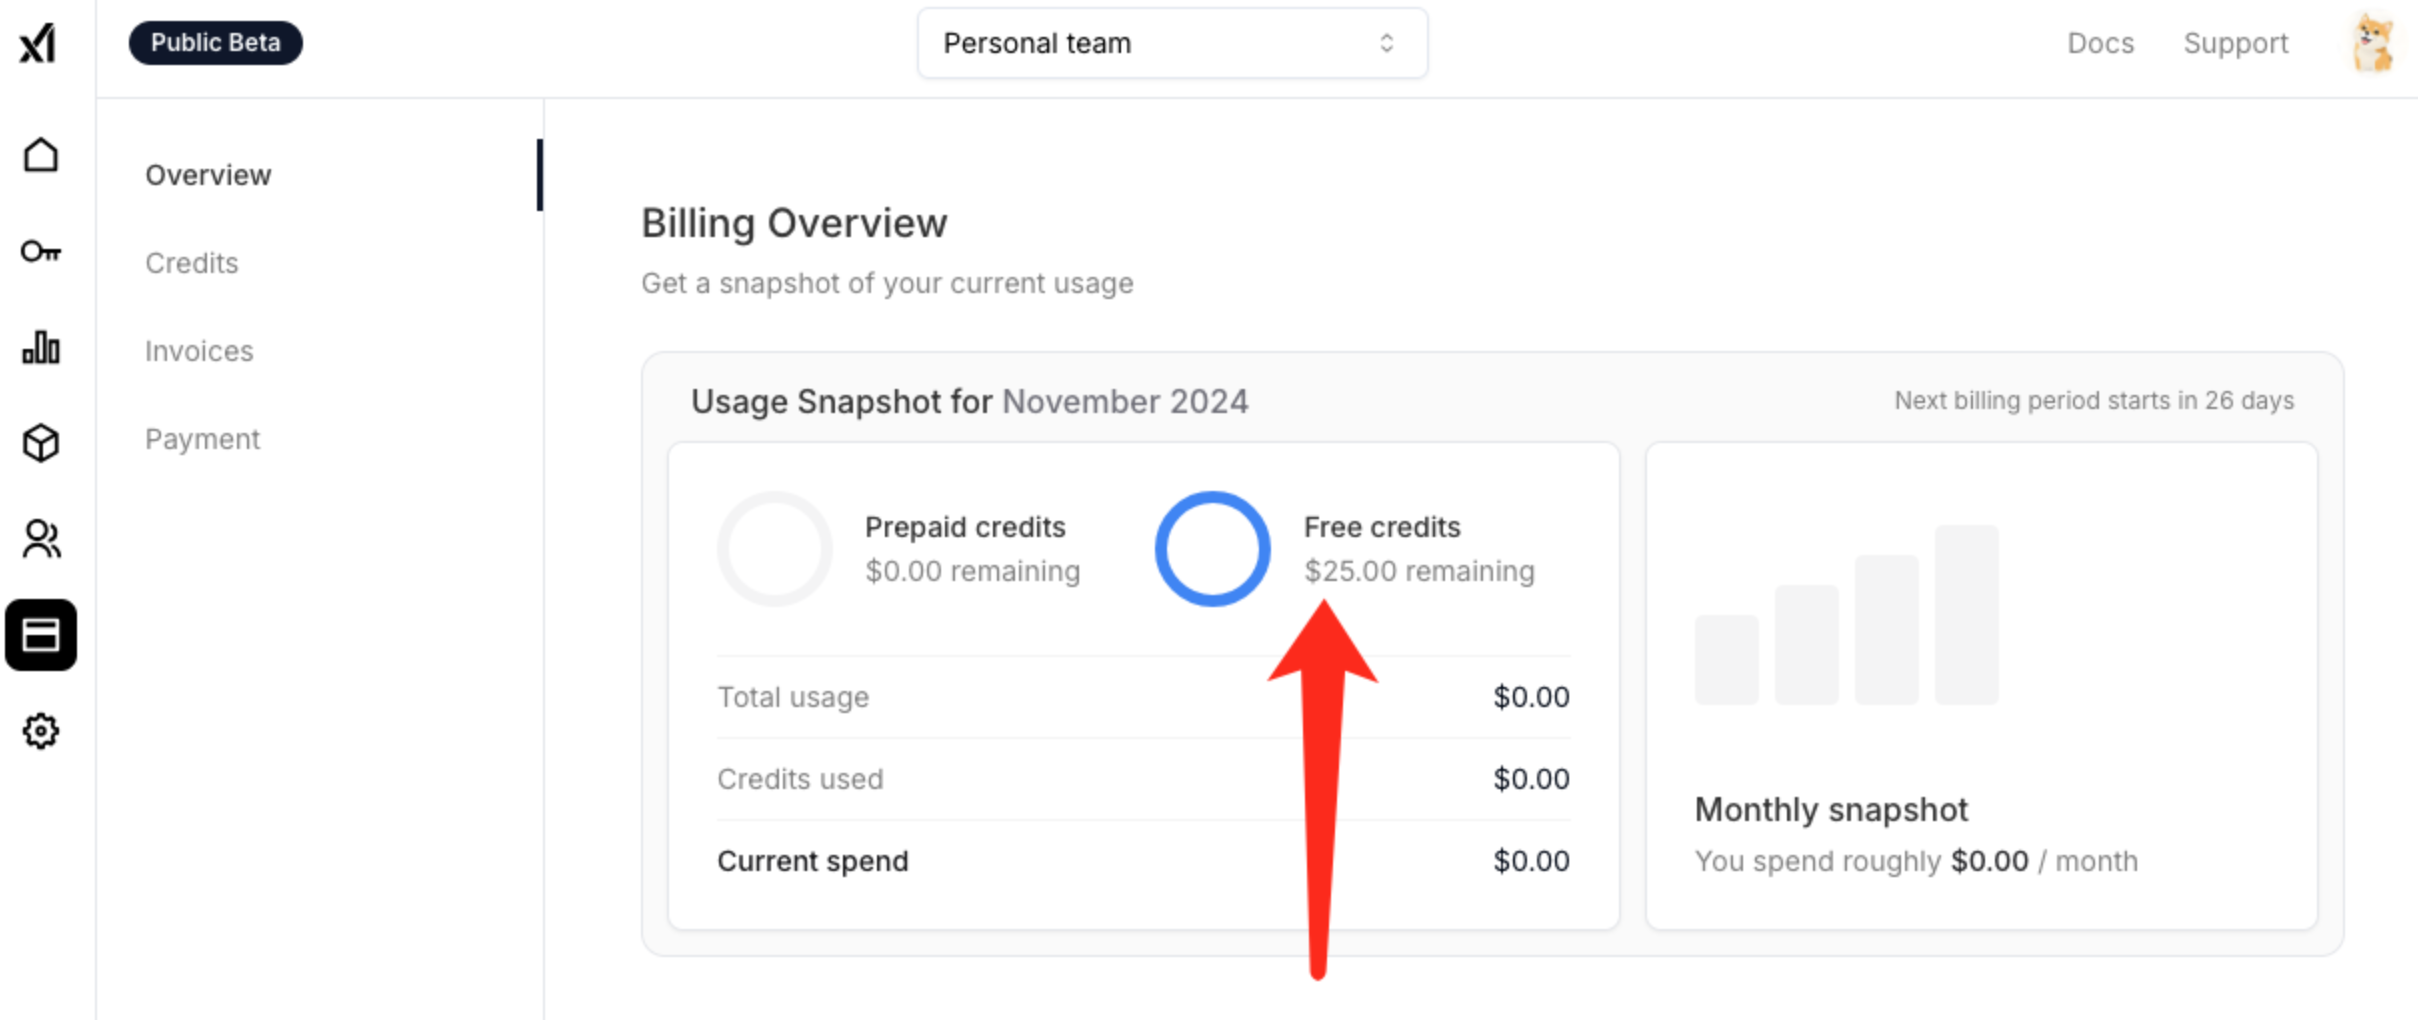 xI
Public Beta
Personal team
Docs
Support
Overview
Credits
Invoices
Payment
Billing Overview
Get a snapshot of your current usage
Usage Snapshot for November 2024
Next billing period starts in 26 days
Prepaid credits
$0.00 remaining
Free credits
$25.00 remaining
Total usage
$0.00
Credits used
$0.00
Current spend
$0.00
Monthly snapshot
You spend roughly $0.00 / month